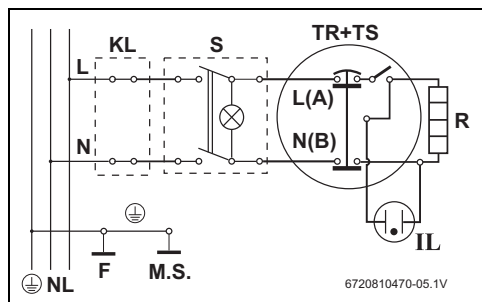 KL S TR+TS
L L(A)
R
N N(B)
IL
F M.S.
NL 6720810470-05.1V